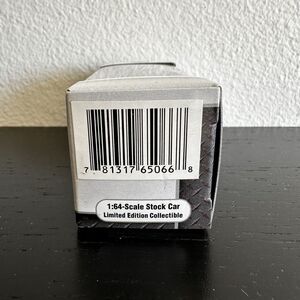 7 81317 65066 8
1:64-Scale Stock Car
Limited Edition Collectible